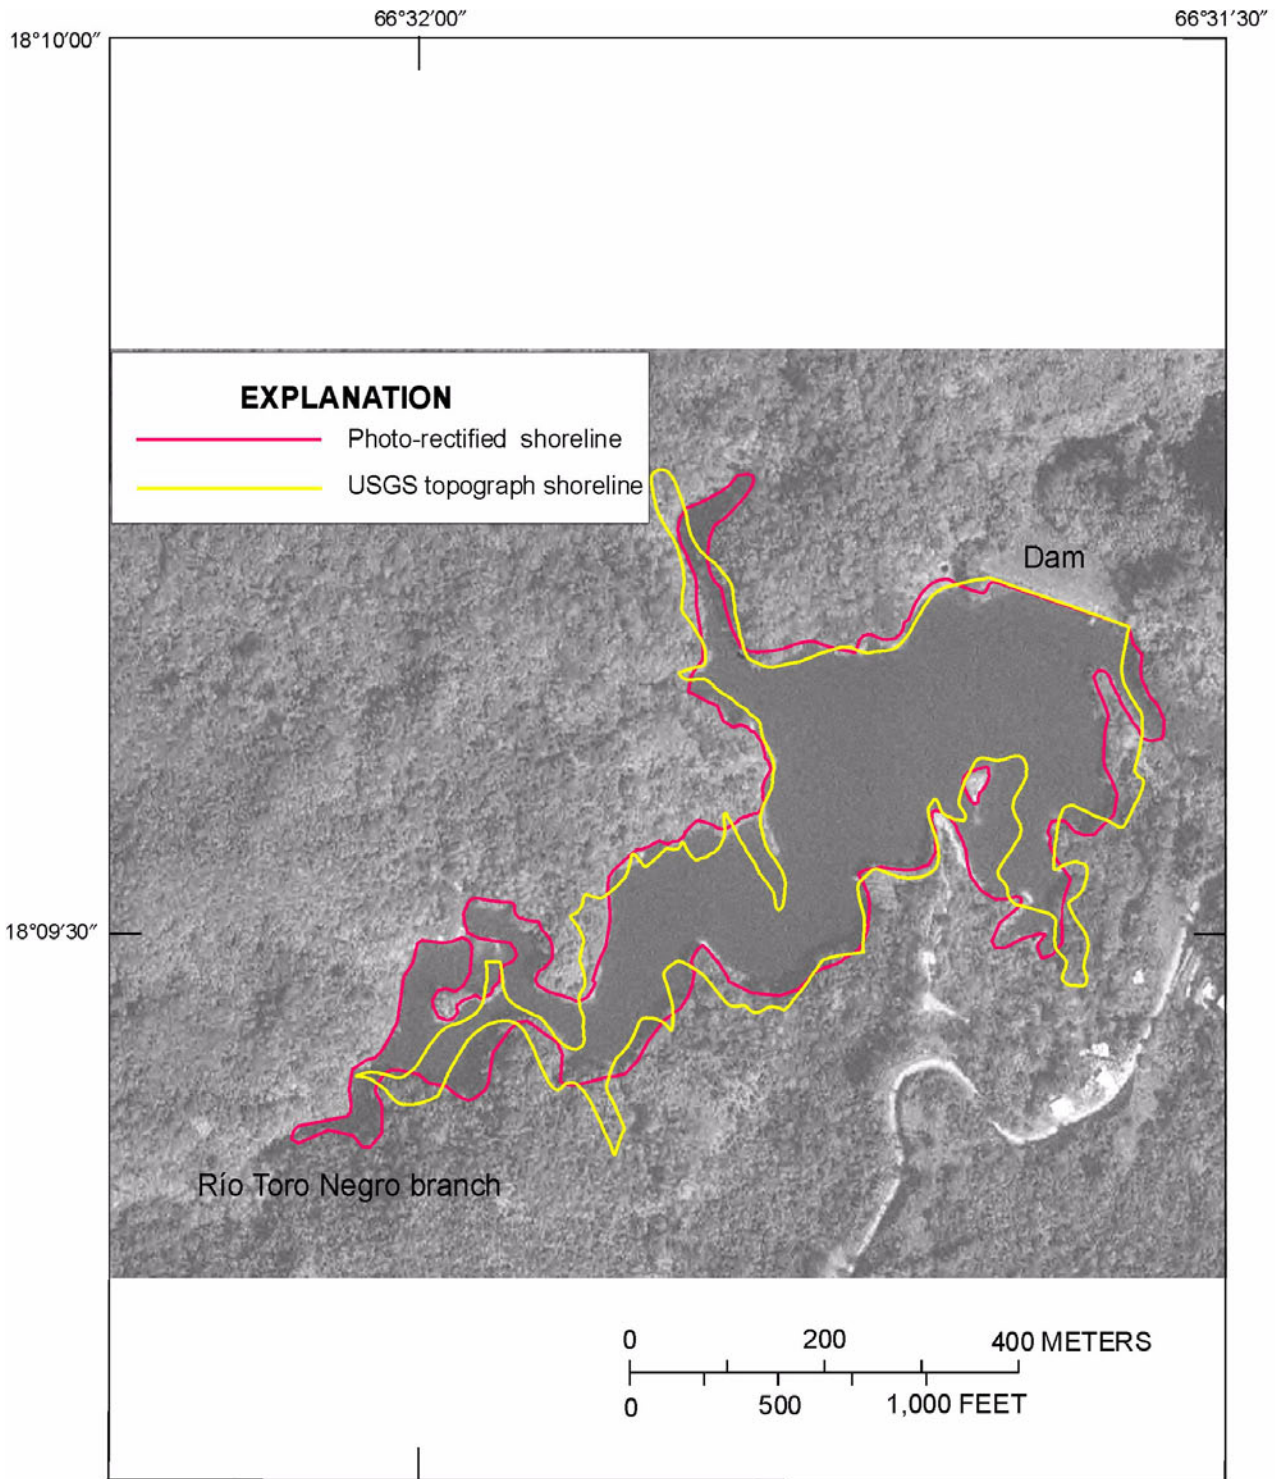 66°32′00″
66°31′30″
18°10′00″
EXPLANATION
Photo-rectified shoreline
USGS topograph shoreline
Dam
18°09′30″
Río Toro Negro branch
0 200 400 METERS
0 500 1,000 FEET